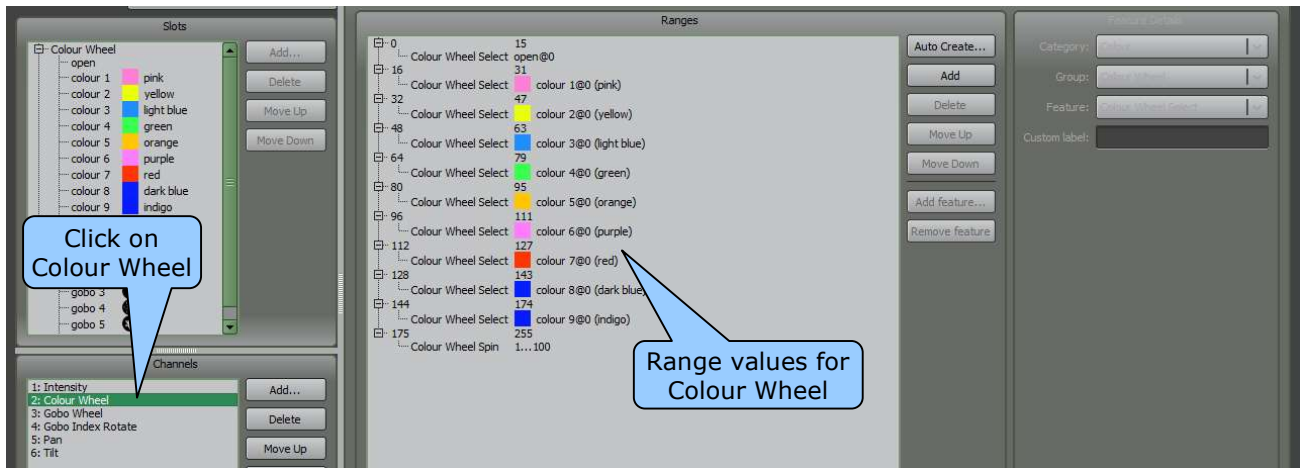 Slots
Colour Wheel
open
colour 1 pink
colour 2 yellow
colour 3 light blue
colour 4 green
colour 5 orange
colour 6 purple
colour 7 red
colour 8 dark blue
colour 9 indigo
gobo 3
gobo 4
gobo 5
Add...
Delete
Move Up
Move Down
Click on
Colour Wheel
Channels
1: Intensity
2: Colour Wheel
3: Gobo Wheel
4: Gobo Index Rotate
5: Pan
6: Tilt
Add...
Delete
Move Up
Ranges
0 15
Colour Wheel Select open@0
16 31
Colour Wheel Select colour 1@0 (pink)
32 47
Colour Wheel Select colour 2@0 (yellow)
48 63
Colour Wheel Select colour 3@0 (light blue)
64 79
Colour Wheel Select colour 4@0 (green)
80 95
Colour Wheel Select colour 5@0 (orange)
96 111
Colour Wheel Select colour 6@0 (purple)
112 127
Colour Wheel Select colour 7@0 (red)
128 143
Colour Wheel Select colour 8@0 (dark blue)
144 174
Colour Wheel Select colour 9@0 (indigo)
175 255
Colour Wheel Spin 1...100
Range values for
Colour Wheel
Auto Create...
Add
Delete
Move Up
Move Down
Add feature...
Remove feature
Feature Details
Category: Colour
Group: Colour Wheel
Feature: Colour Wheel Select
Custom label: